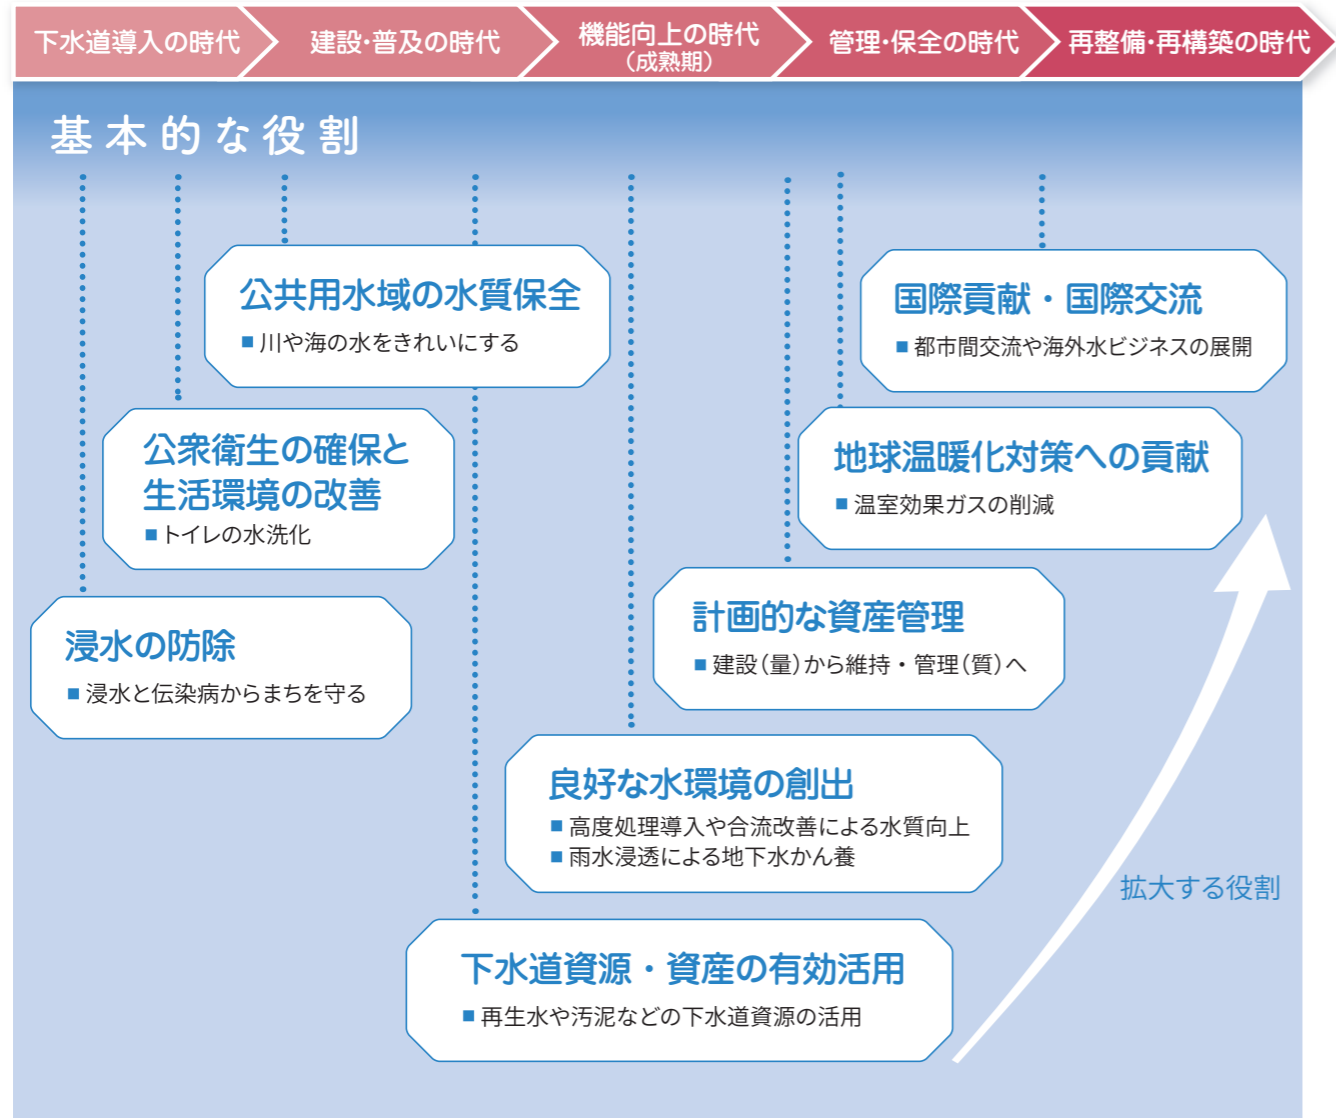 下水道導入の時代
建設・普及の時代
機能向上の時代
（成熟期）
管理・保全の時代
再整備・再構築の時代
基本的な役割
公共用水域の水質保全
■ 川や海の水をきれいにする
国際貢献・国際交流
■ 都市間交流や海外水ビジネスの展開
公衆衛生の確保と
生活環境の改善
■ トイレの水洗化
地球温暖化対策への貢献
■ 温室効果ガスの削減
浸水の防除
■ 浸水と伝染病からまちを守る
計画的な資産管理
■ 建設（量）から維持・管理（質）へ
良好な水環境の創出
■ 高度処理導入や合流改善による水質向上
■ 雨水浸透による地下水かん養
拡大する役割
下水道資源・資産の有効活用
■ 再生水や汚泥などの下水道資源の活用